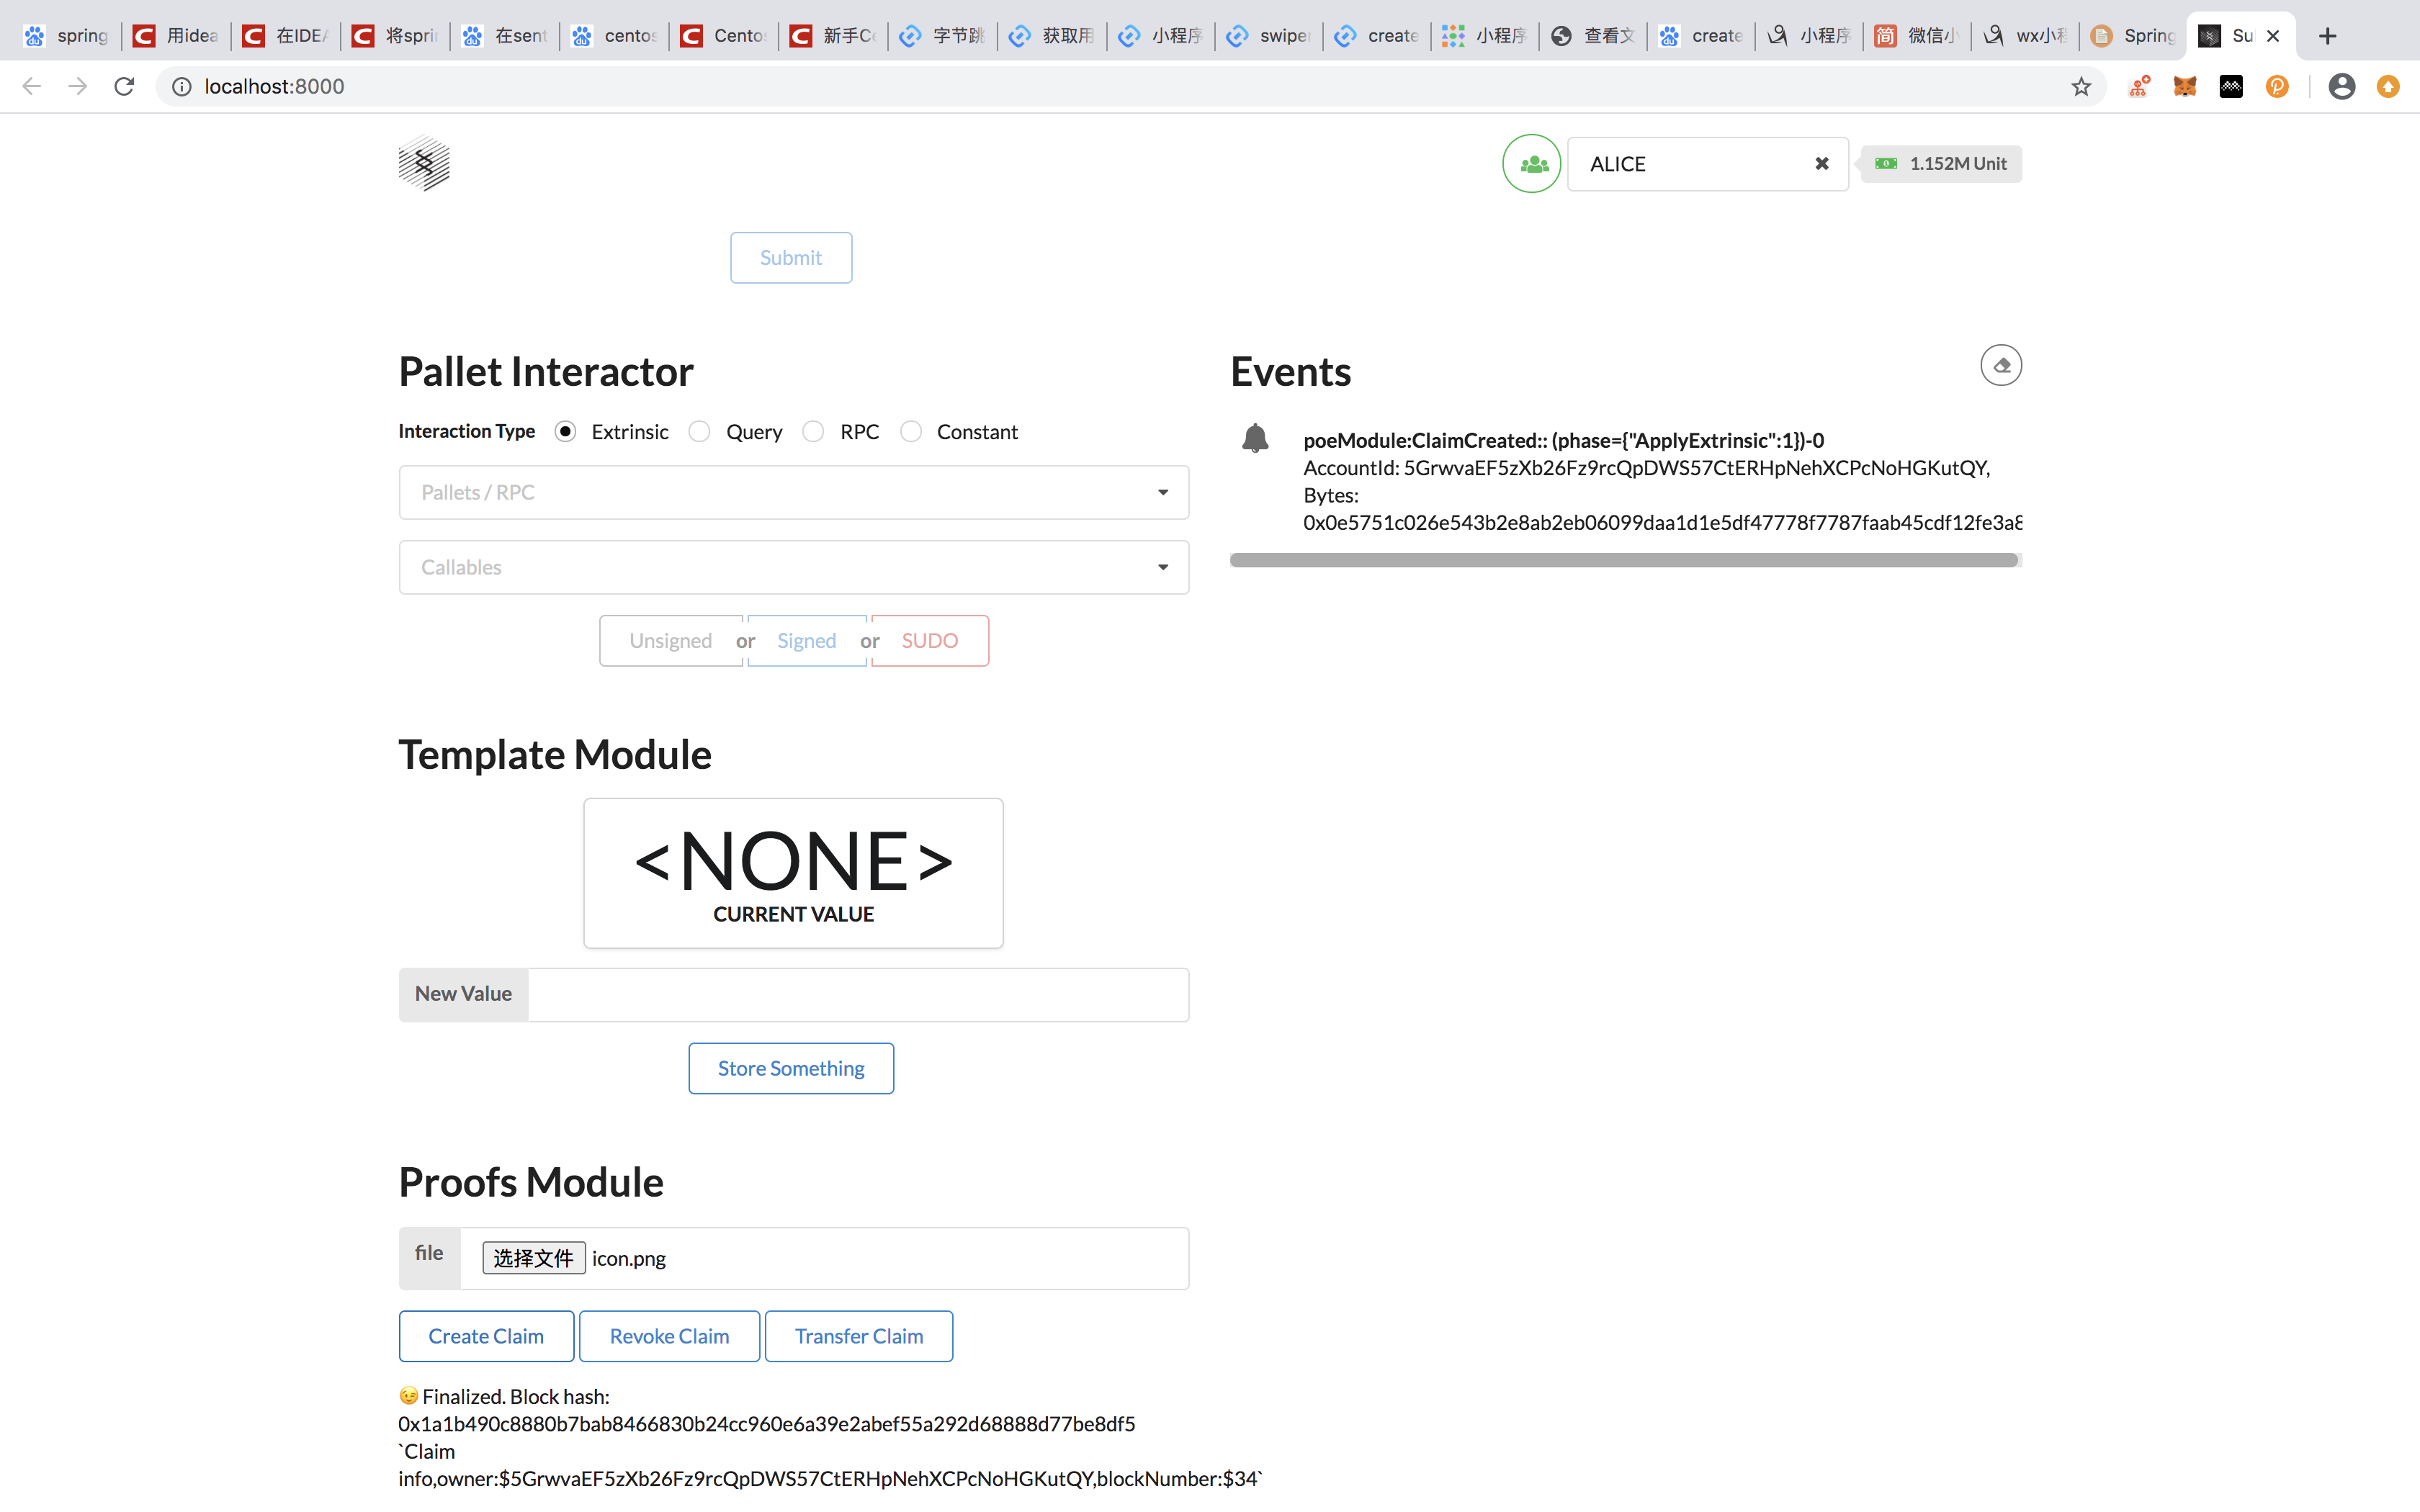 spring
用idea
在IDEA
将sprin
在sent
centos
Centos
新手Ce
字节跳
获取用
小程序
swiper
create
小程序
查看文
create
小程序
微信小
wx小程
Spring
Su
localhost:8000
ALICE
1.152M Unit
Submit
Pallet Interactor
Interaction Type Extrinsic Query RPC Constant
Pallets / RPC
Callables
Unsigned or Signed or SUDO
Events
poeModule:ClaimCreated:: (phase={"ApplyExtrinsic":1})-0
AccountId: 5GrwvaEF5zXb26Fz9rcQpDWS57CtERHpNehXCPcNoHGKutQY,
Bytes:
0x0e5751c026e543b2e8ab2eb06099daa1d1e5df47778f7787faab45cdf12fe3a8
Template Module
<NONE>
CURRENT VALUE
New Value
Store Something
Proofs Module
file 选择文件 icon.png
Create Claim Revoke Claim Transfer Claim
😉 Finalized. Block hash:
0x1a1b490c8880b7bab8466830b24cc960e6a39e2abef55a292d68888d77be8df5
`Claim
info,owner:$5GrwvaEF5zXb26Fz9rcQpDWS57CtERHpNehXCPcNoHGKutQY,blockNumber:$34`